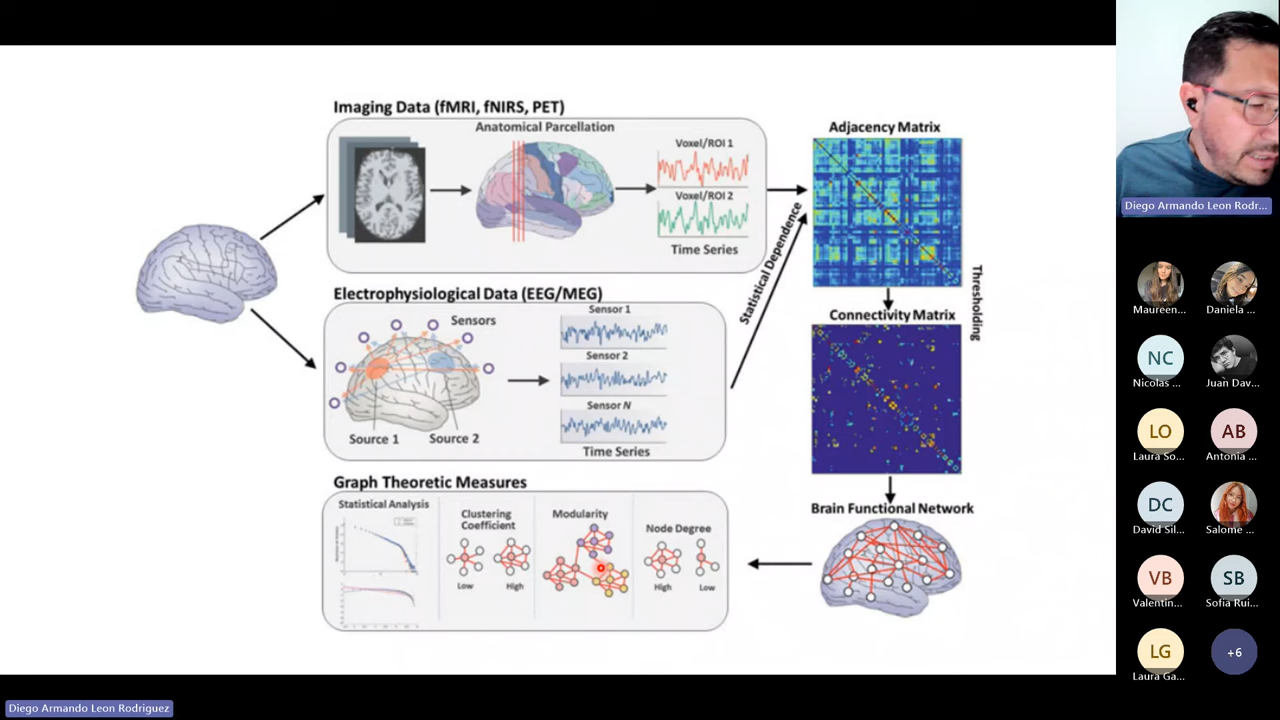 Imaging Data (fMRI, fNIRS, PET)
Anatomical Parcellation
Voxel/ROI 1
Voxel/ROI 2
Time Series
Electrophysiological Data (EEG/MEG)
Sensors
Source 1
Source 2
Sensor 1
Sensor 2
Sensor N
Time Series
Statistical Dependence
Adjacency Matrix
Thresholding
Connectivity Matrix
Brain Functional Network
Graph Theoretic Measures
Statistical Analysis
Clustering
Coefficient
Low
High
Modularity
Node Degree
High
Low
Diego Armando Leon Rodr...
Maureen...
Daniela ...
NC
Nicolas ...
Juan Dav...
LO
Laura So...
AB
Antonia ...
DC
David Sil...
Salome ...
VB
Valentin...
SB
Sofia Rui...
LG
Laura Ga...
+6
Diego Armando Leon Rodriguez